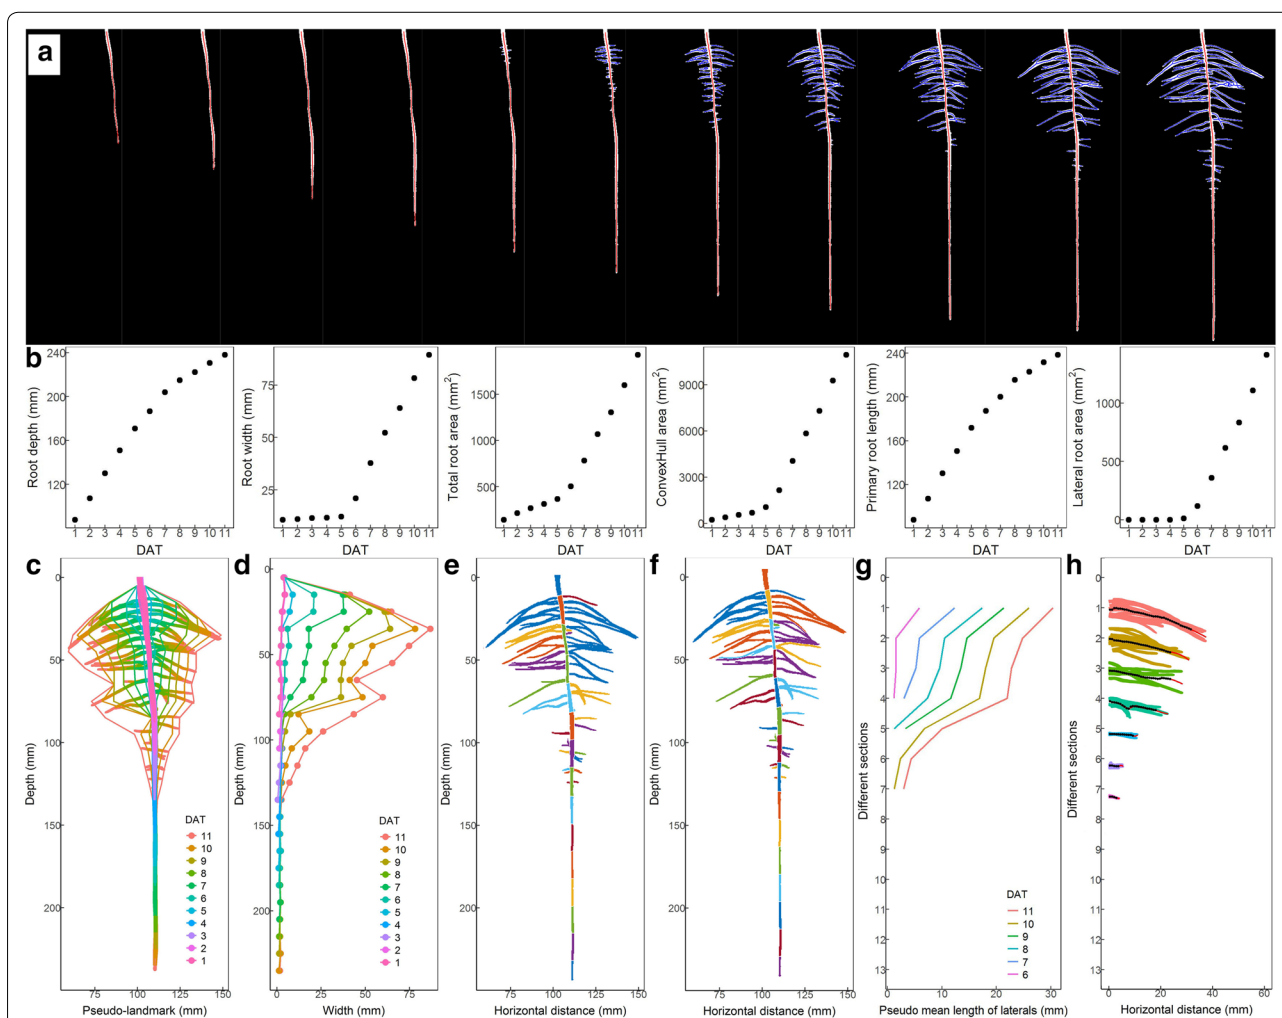 a
b
Root depth (mm)
240
200
160
120
1 2 3 4 5 6 7 8 9 10 11
DAT
Root width (mm)
75
50
25
1 2 3 4 5 6 7 8 9 10 11
DAT
Total root area (mm²)
1500
1000
500
1 2 3 4 5 6 7 8 9 10 11
DAT
ConvexHull area (mm²)
9000
6000
3000
0
1 2 3 4 5 6 7 8 9 10 11
DAT
Primary root length (mm)
240
200
160
120
1 2 3 4 5 6 7 8 9 10 11
DAT
Lateral root area (mm²)
1000
500
0
1 2 3 4 5 6 7 8 9 10 11
DAT
c
Depth (mm)
0
50
100
150
200
DAT
11
10
9
8
7
6
5
4
3
2
1
75 100 125 150
Pseudo-landmark (mm)
d
Depth (mm)
0
50
100
150
200
DAT
11
10
9
8
7
6
5
4
3
2
1
0 25 50 75
Width (mm)
e
Depth (mm)
0
50
100
150
200
75 100 125 150
Horizontal distance (mm)
f
Depth (mm)
0
50
100
150
200
75 100 125 150
Horizontal distance (mm)
g
Different sections
0
1
2
3
4
5
6
7
8
9
10
11
12
13
DAT
11
10
9
8
7
6
0 10 20 30
Pseudo mean length of laterals (mm)
h
Different sections
0
1
2
3
4
5
6
7
8
9
10
11
12
13
0 20 40 60
Horizontal distance (mm)